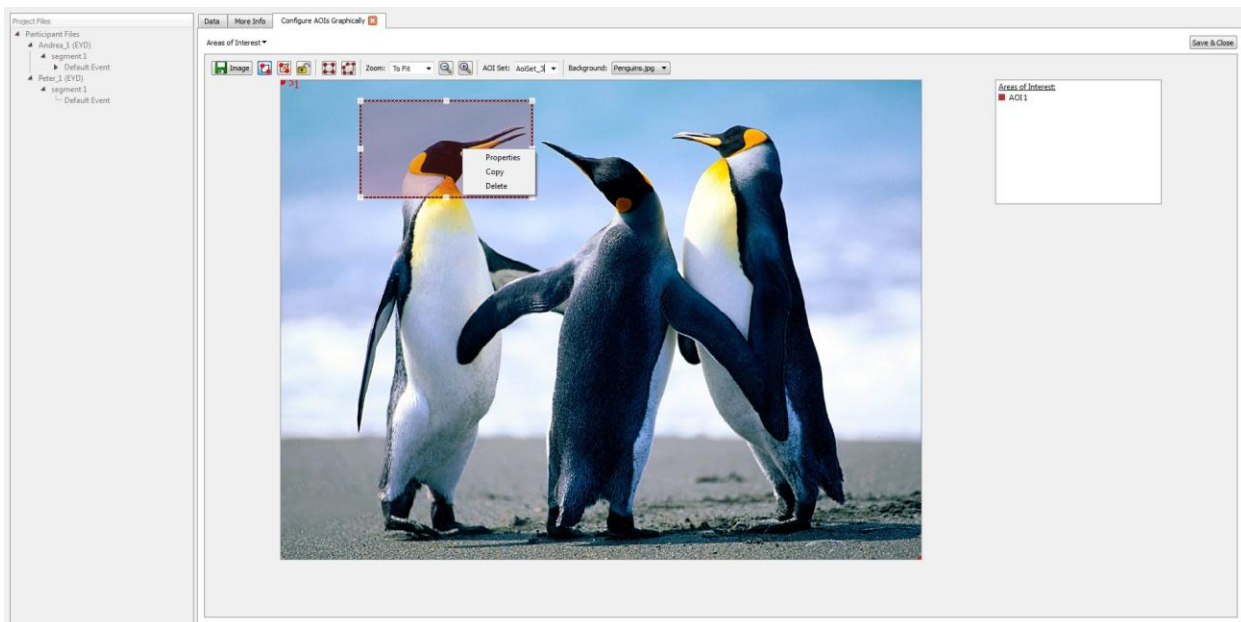 Project Files
Participant Files
Andrea_1 (EYD)
segment 1
Default Event
Peter_1 (EYD)
segment 1
Default Event
Data More Info Configure AOIs Graphically
Areas of Interest
Save & Close
Image Zoom: To Fit AOI Set: AoiSet_3 Background: Penguins.jpg
Properties
Copy
Delete
Areas of Interest:
AOI 1